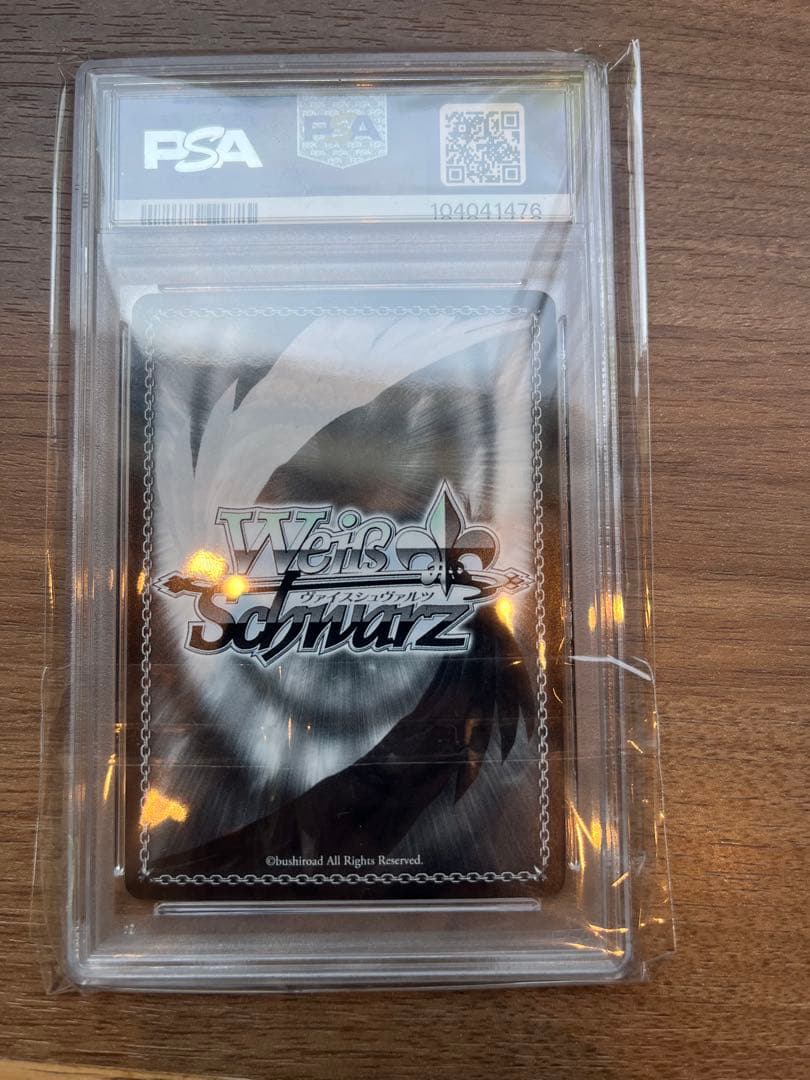 PSA
PSA
104041476
Weiß
ヴァイスシュヴァルツ
Schwarz
©bushiroad All Rights Reserved.